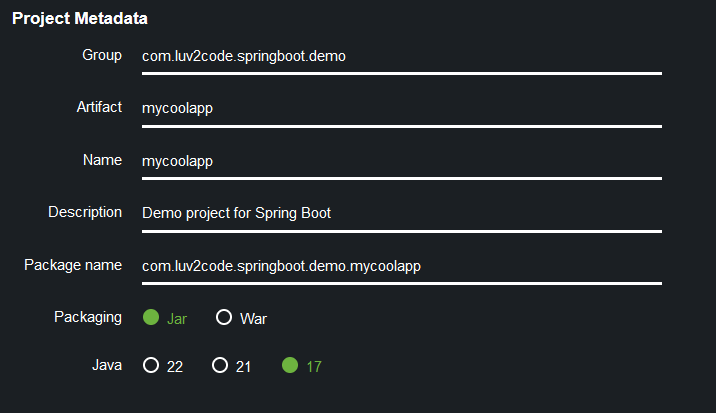 Project Metadata
Group com.luv2code.springboot.demo
Artifact mycoolapp
Name mycoolapp
Description Demo project for Spring Boot
Package name com.luv2code.springboot.demo.mycoolapp
Packaging Jar War
Java 22 21 17